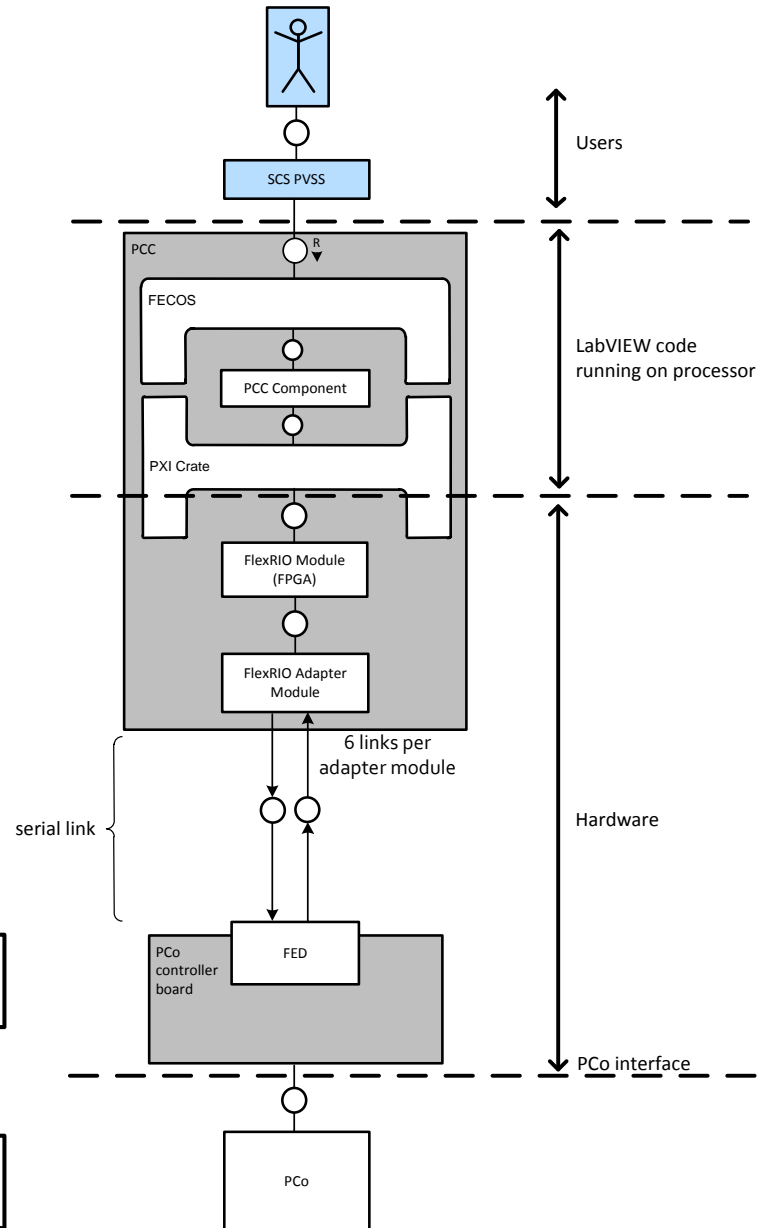 Users
SCS PVSS
PCC
R
FECOS
LabVIEW code
running on processor
PCC Component
PXI Crate
FlexRIO Module
(FPGA)
FlexRIO Adapter
Module
6 links per
adapter module
serial link
Hardware
PCo
controller
board
FED
PCo interface
PCo